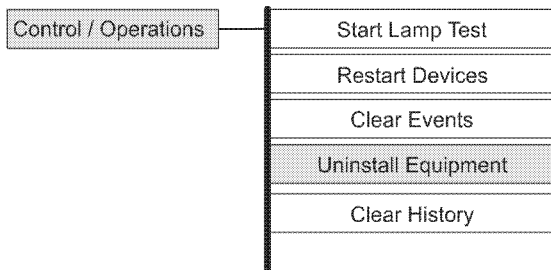 Control / Operations
Start Lamp Test
Restart Devices
Clear Events
Uninstall Equipment
Clear History